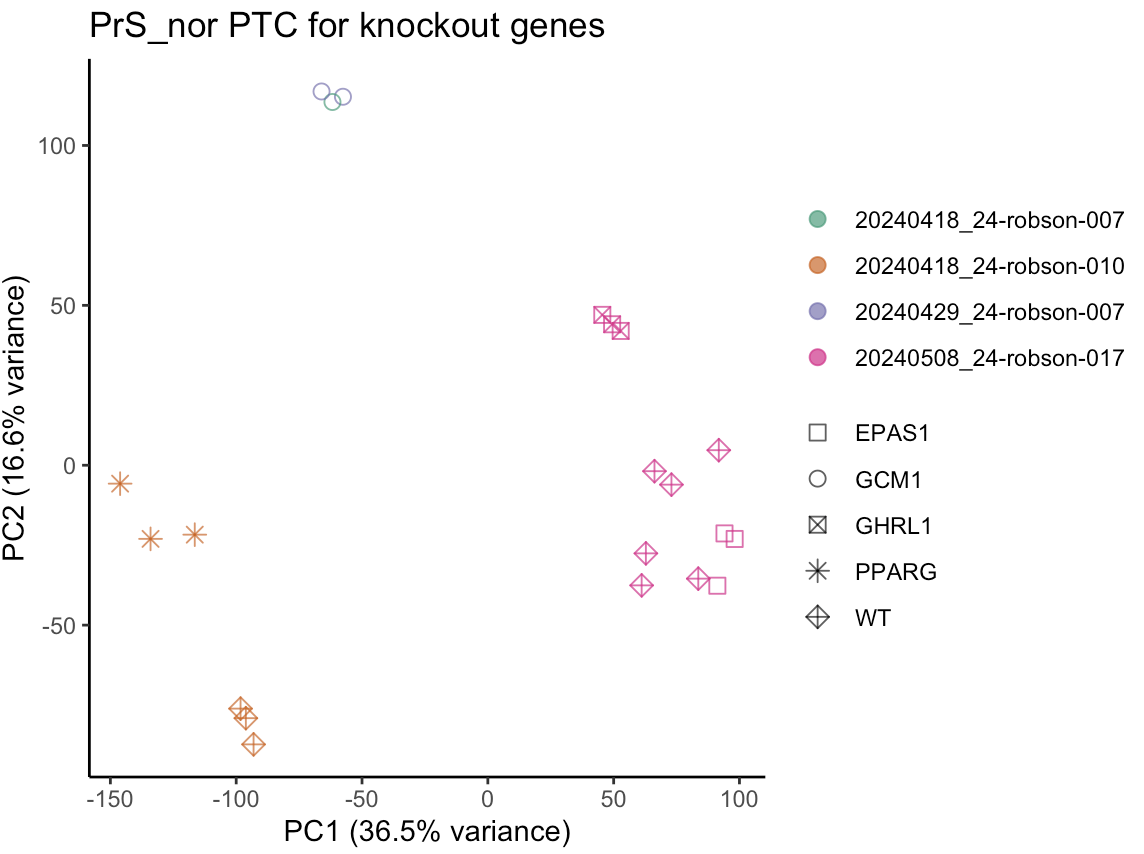 PrS_nor PTC for knockout genes
PC2 (16.6% variance)
100
50
0
-50
-150
-100
-50
0
50
100
PC1 (36.5% variance)
20240418_24-robson-007
20240418_24-robson-010
20240429_24-robson-007
20240508_24-robson-017
EPAS1
GCM1
GHRL1
PPARG
WT